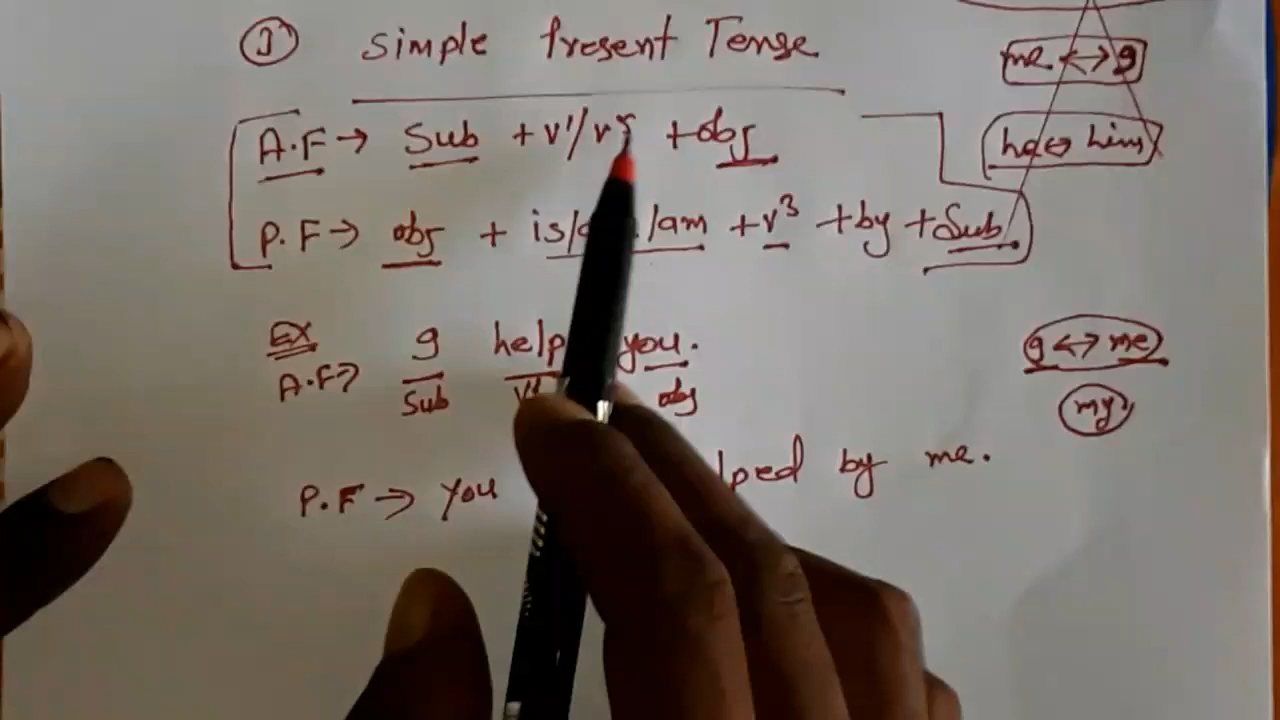 ① Simple Present Tense
me ↔ I
A.F → Sub + v¹/v⁵ + obj
he ↔ him
P.F → obj + is/ /am + v³ + by + Sub
EX
A.F → I help you.
Sub v¹ obj
I ↔ me
my
P.F → you by me.